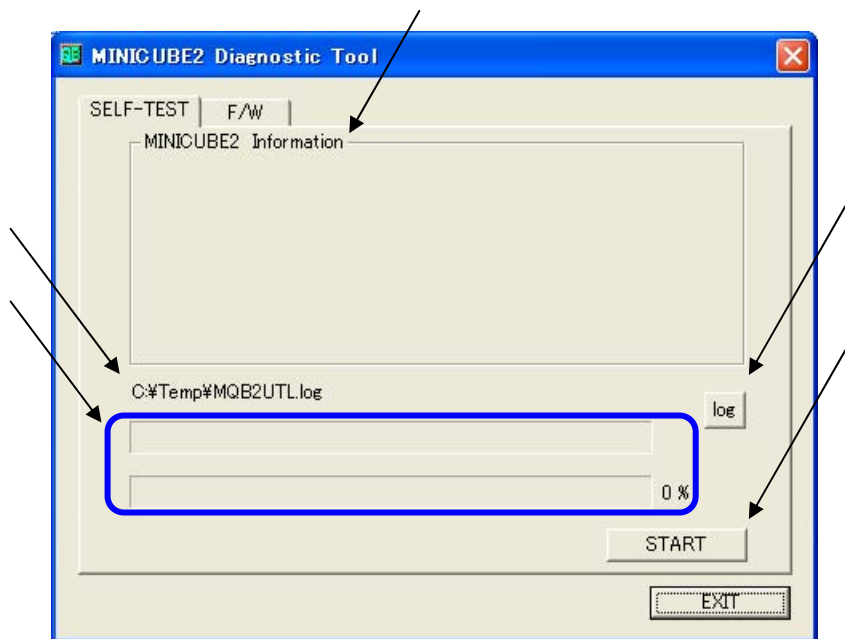 MINICUBE2 Diagnostic Tool
SELF-TEST
F/W
MINICUBE2 Information
C:¥Temp¥MQB2UTL.log
log
0 %
START
EXIT